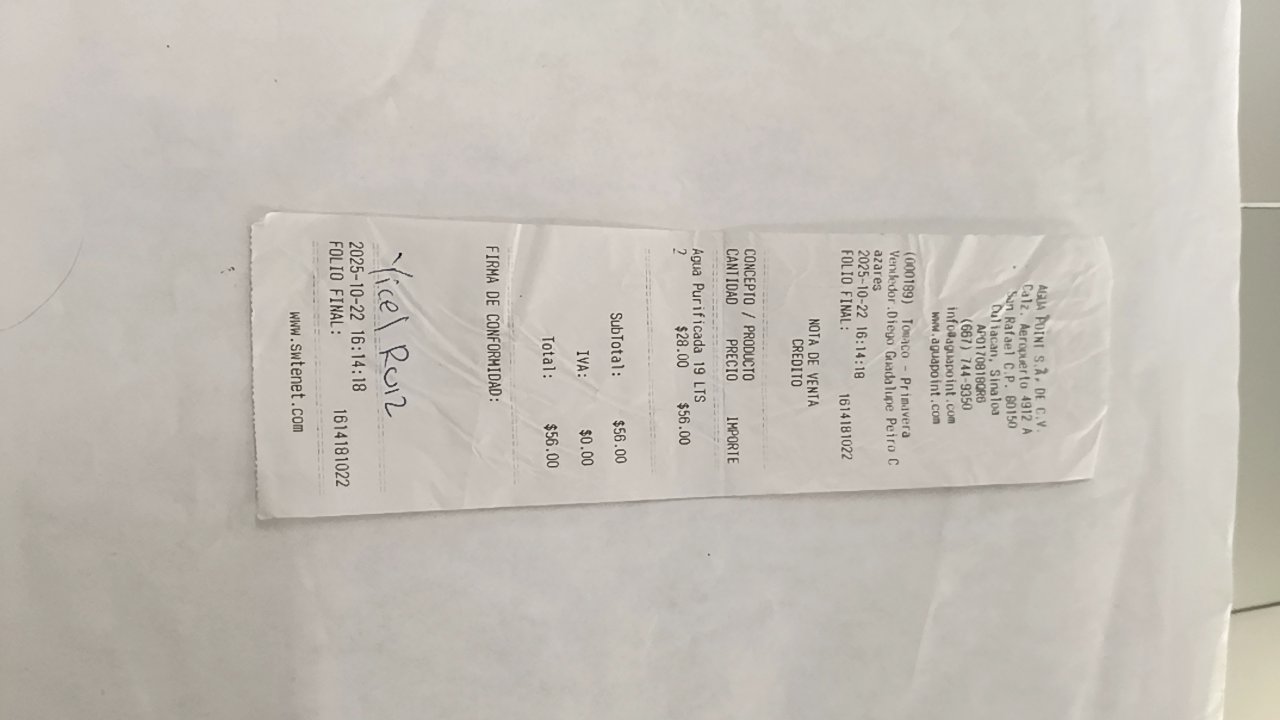 AGUA POINT S.A. DE C.V.
Calz. Aeropuerto 4912 A
San Rafael C.P. 80150
Culiacan, Sinaloa
(667) 744-9350
info@aguapoint.com
www.aguapoint.com
(000189) Tomaco - Primavera
Vendedor:Diego Guadalupe Peiro C
azares
2025-10-22 16:14:18
FOLIO FINAL: 1614181022
NOTA DE VENTA
CREDITO
CONCEPTO / PRODUCTO
CANTIDAD PRECIO IMPORTE
Agua Purificada 19 LTS
2 $28.00 $56.00
SubTotal: $56.00
IVA: $0.00
Total: $56.00
FIRMA DE CONFORMIDAD:
Yicel Ruiz
2025-10-22 16:14:18
FOLIO FINAL: 1614181022
www.swtenet.com